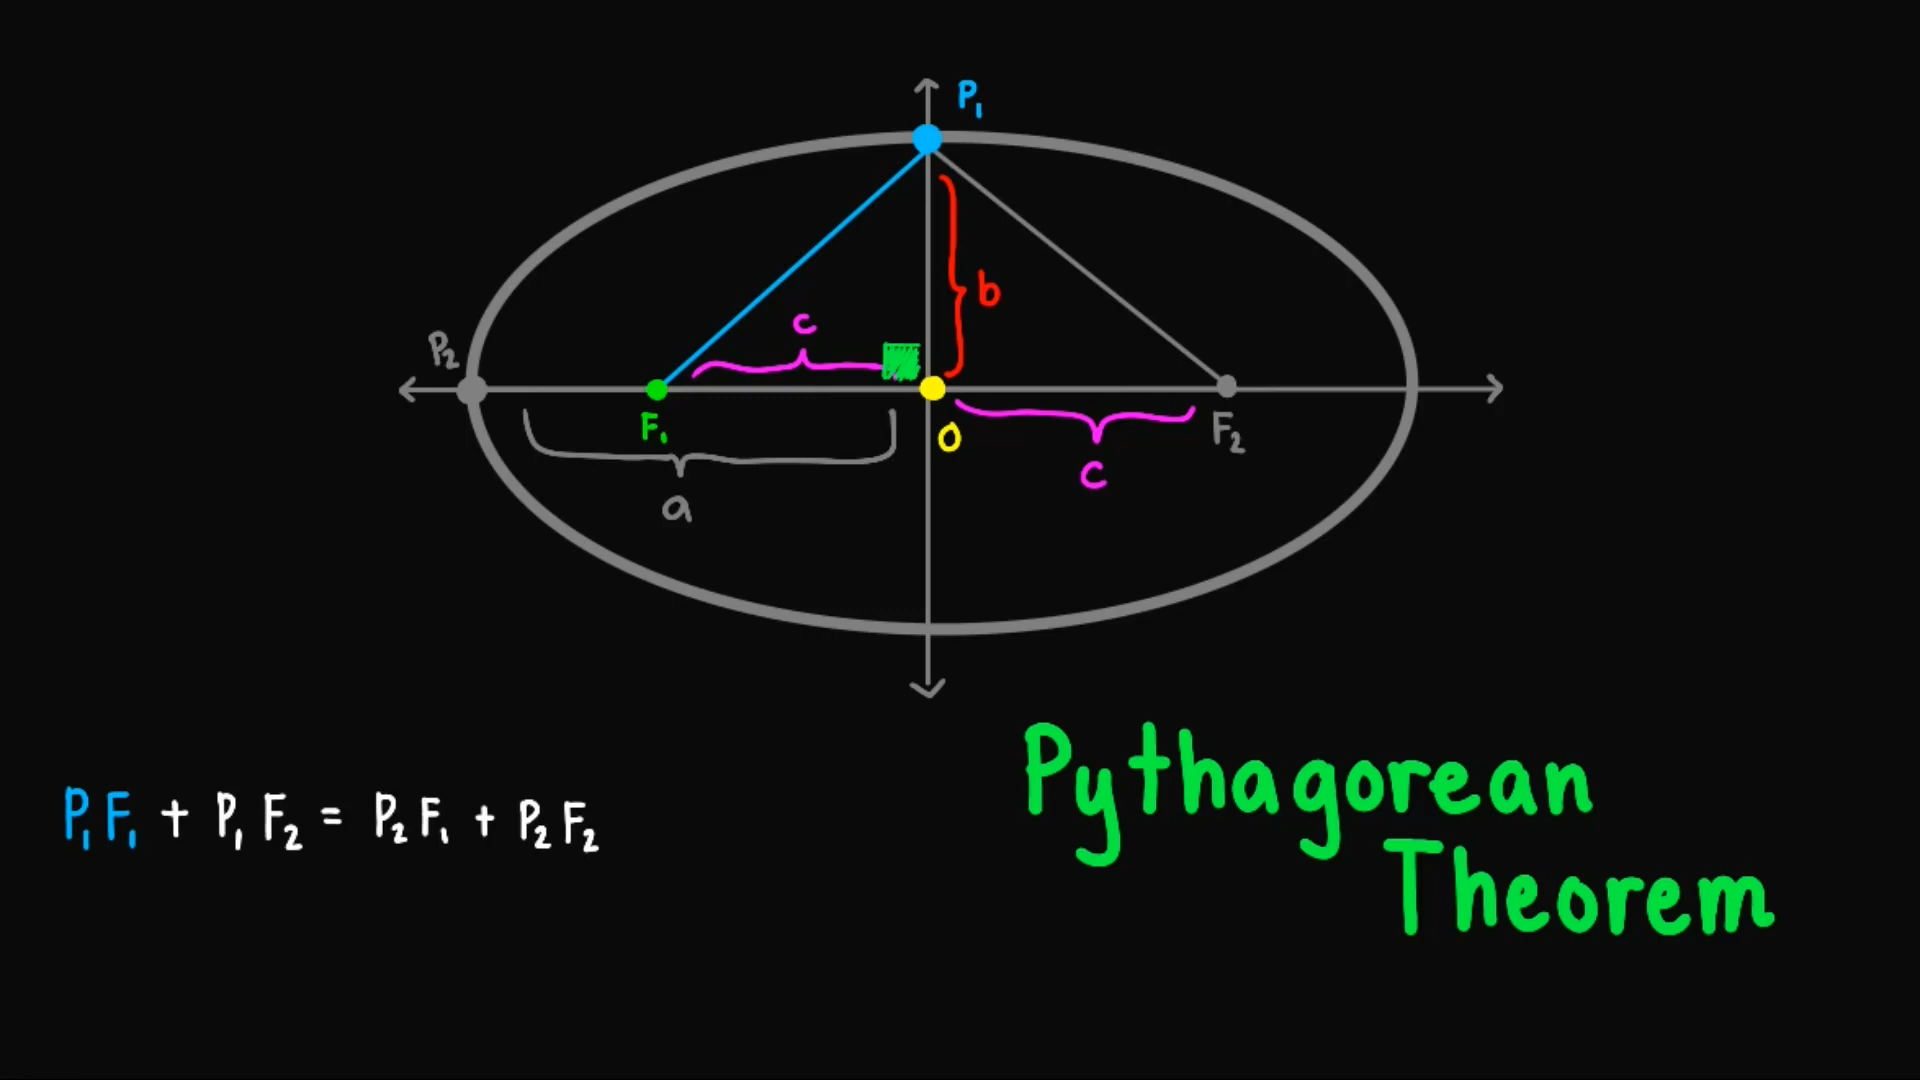 P₁
b
c
P₂
F₁
O
F₂
c
a
P₁F₁ + P₁F₂ = P₂F₁ + P₂F₂
Pythagorean
Theorem